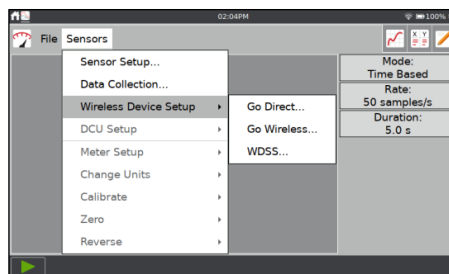 02:04PM 100%
File Sensors
Sensor Setup...
Data Collection...
Wireless Device Setup
DCU Setup
Meter Setup
Change Units
Calibrate
Zero
Reverse
Go Direct...
Go Wireless...
WDSS...
X Y
Mode:
Time Based
Rate:
50 samples/s
Duration:
5.0 s